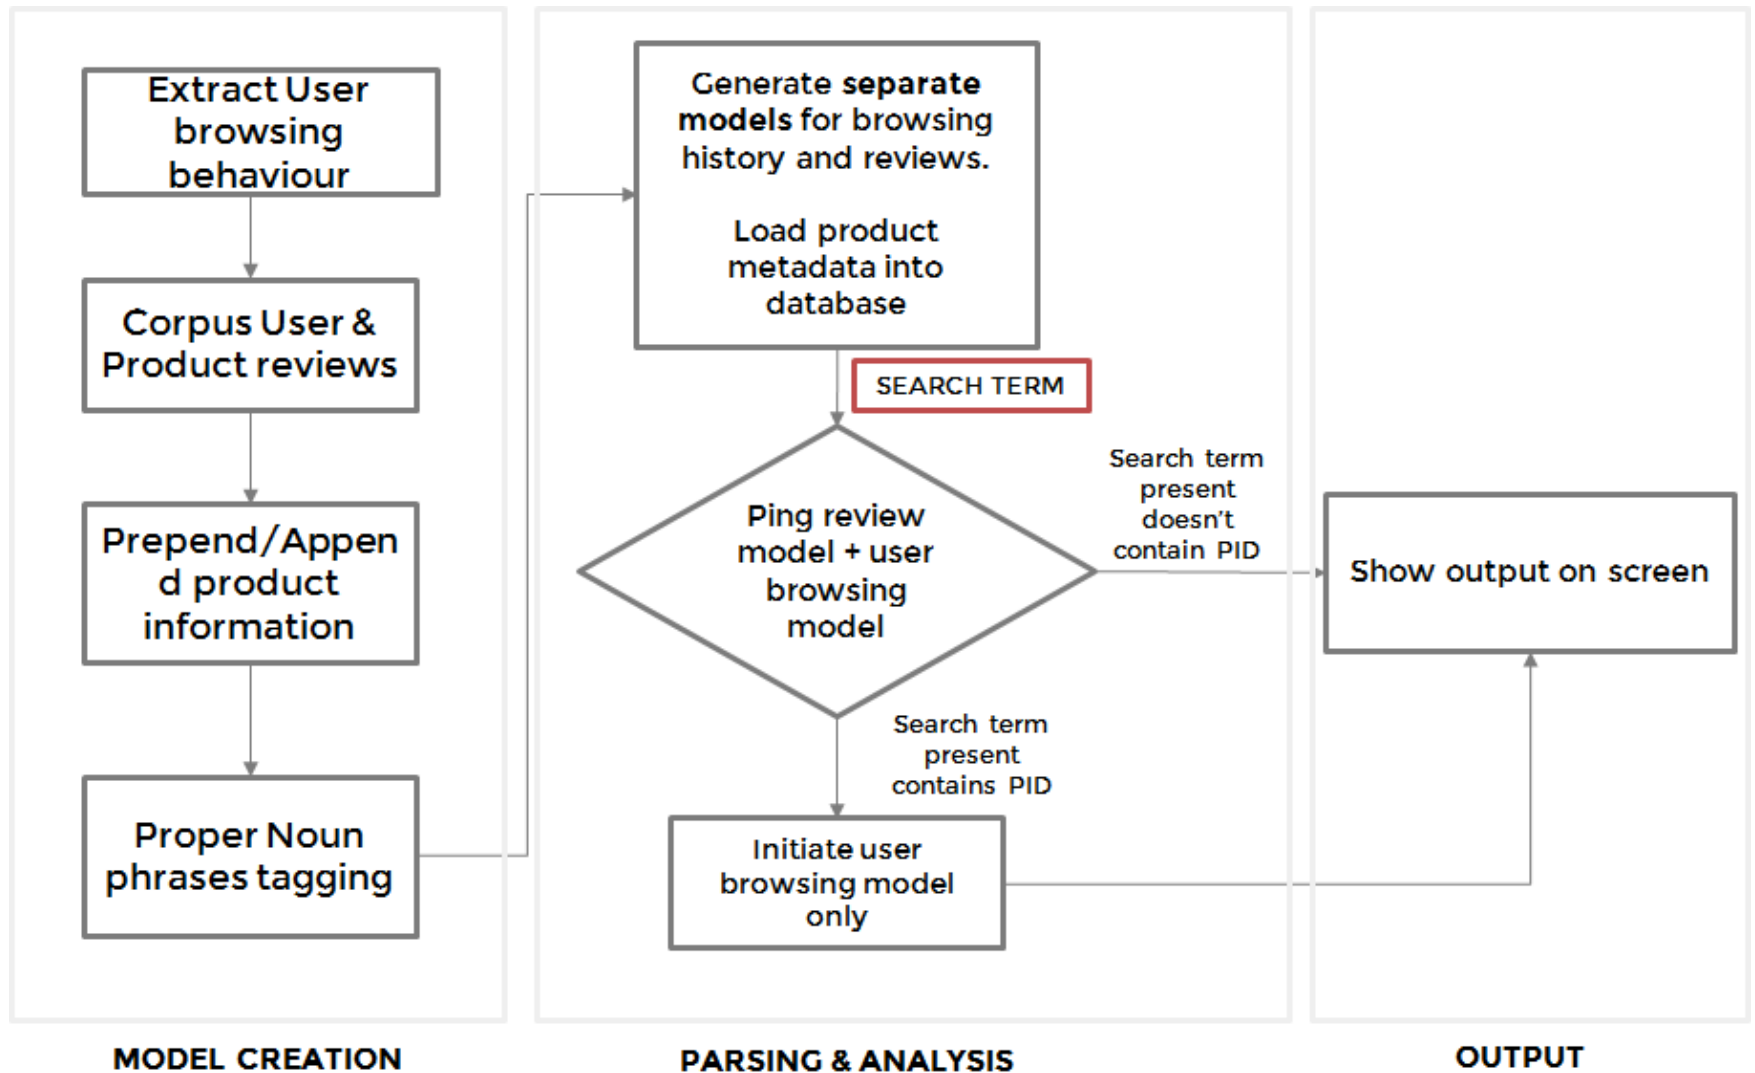 Extract User
browsing
behaviour
Corpus User &
Product reviews
Prepend/Appen
d product
information
Proper Noun
phrases tagging
MODEL CREATION
Generate separate
models for browsing
history and reviews.
Load product
metadata into
database
SEARCH TERM
Ping review
model + user
browsing
model
Search term
present
doesn't
contain PID
Search term
present
contains PID
Initiate user
browsing model
only
PARSING & ANALYSIS
Show output on screen
OUTPUT